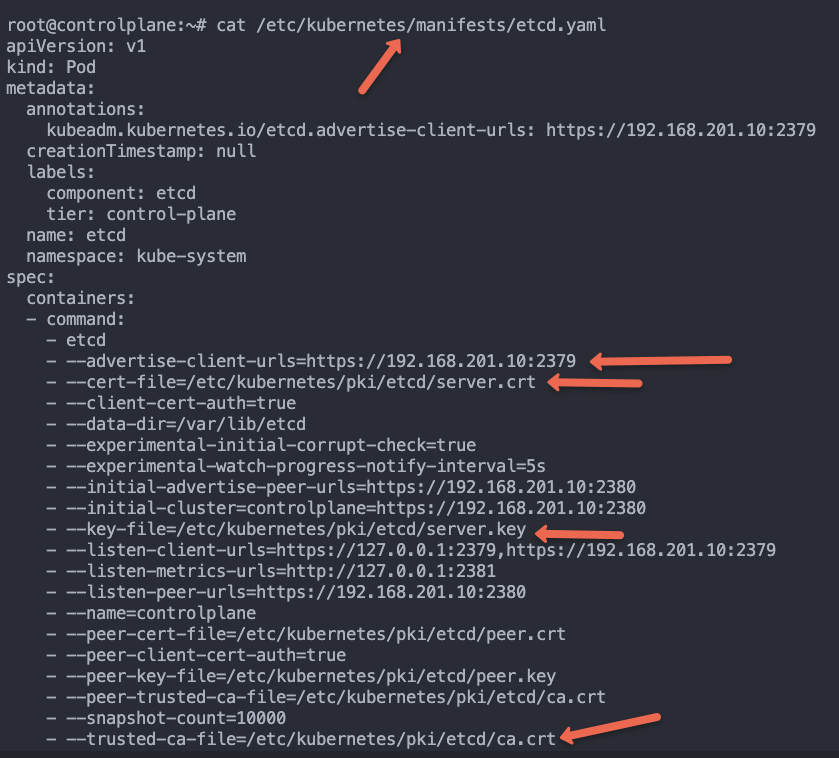 root@controlplane:~# cat /etc/kubernetes/manifests/etcd.yaml
apiVersion: v1
kind: Pod
metadata:
  annotations:
    kubeadm.kubernetes.io/etcd.advertise-client-urls: https://192.168.201.10:2379
  creationTimestamp: null
  labels:
    component: etcd
    tier: control-plane
  name: etcd
  namespace: kube-system
spec:
  containers:
  - command:
    - etcd
    - --advertise-client-urls=https://192.168.201.10:2379
    - --cert-file=/etc/kubernetes/pki/etcd/server.crt
    - --client-cert-auth=true
    - --data-dir=/var/lib/etcd
    - --experimental-initial-corrupt-check=true
    - --experimental-watch-progress-notify-interval=5s
    - --initial-advertise-peer-urls=https://192.168.201.10:2380
    - --initial-cluster=controlplane=https://192.168.201.10:2380
    - --key-file=/etc/kubernetes/pki/etcd/server.key
    - --listen-client-urls=https://127.0.0.1:2379,https://192.168.201.10:2379
    - --listen-metrics-urls=http://127.0.0.1:2381
    - --listen-peer-urls=https://192.168.201.10:2380
    - --name=controlplane
    - --peer-cert-file=/etc/kubernetes/pki/etcd/peer.crt
    - --peer-client-cert-auth=true
    - --peer-key-file=/etc/kubernetes/pki/etcd/peer.key
    - --peer-trusted-ca-file=/etc/kubernetes/pki/etcd/ca.crt
    - --snapshot-count=10000
    - --trusted-ca-file=/etc/kubernetes/pki/etcd/ca.crt